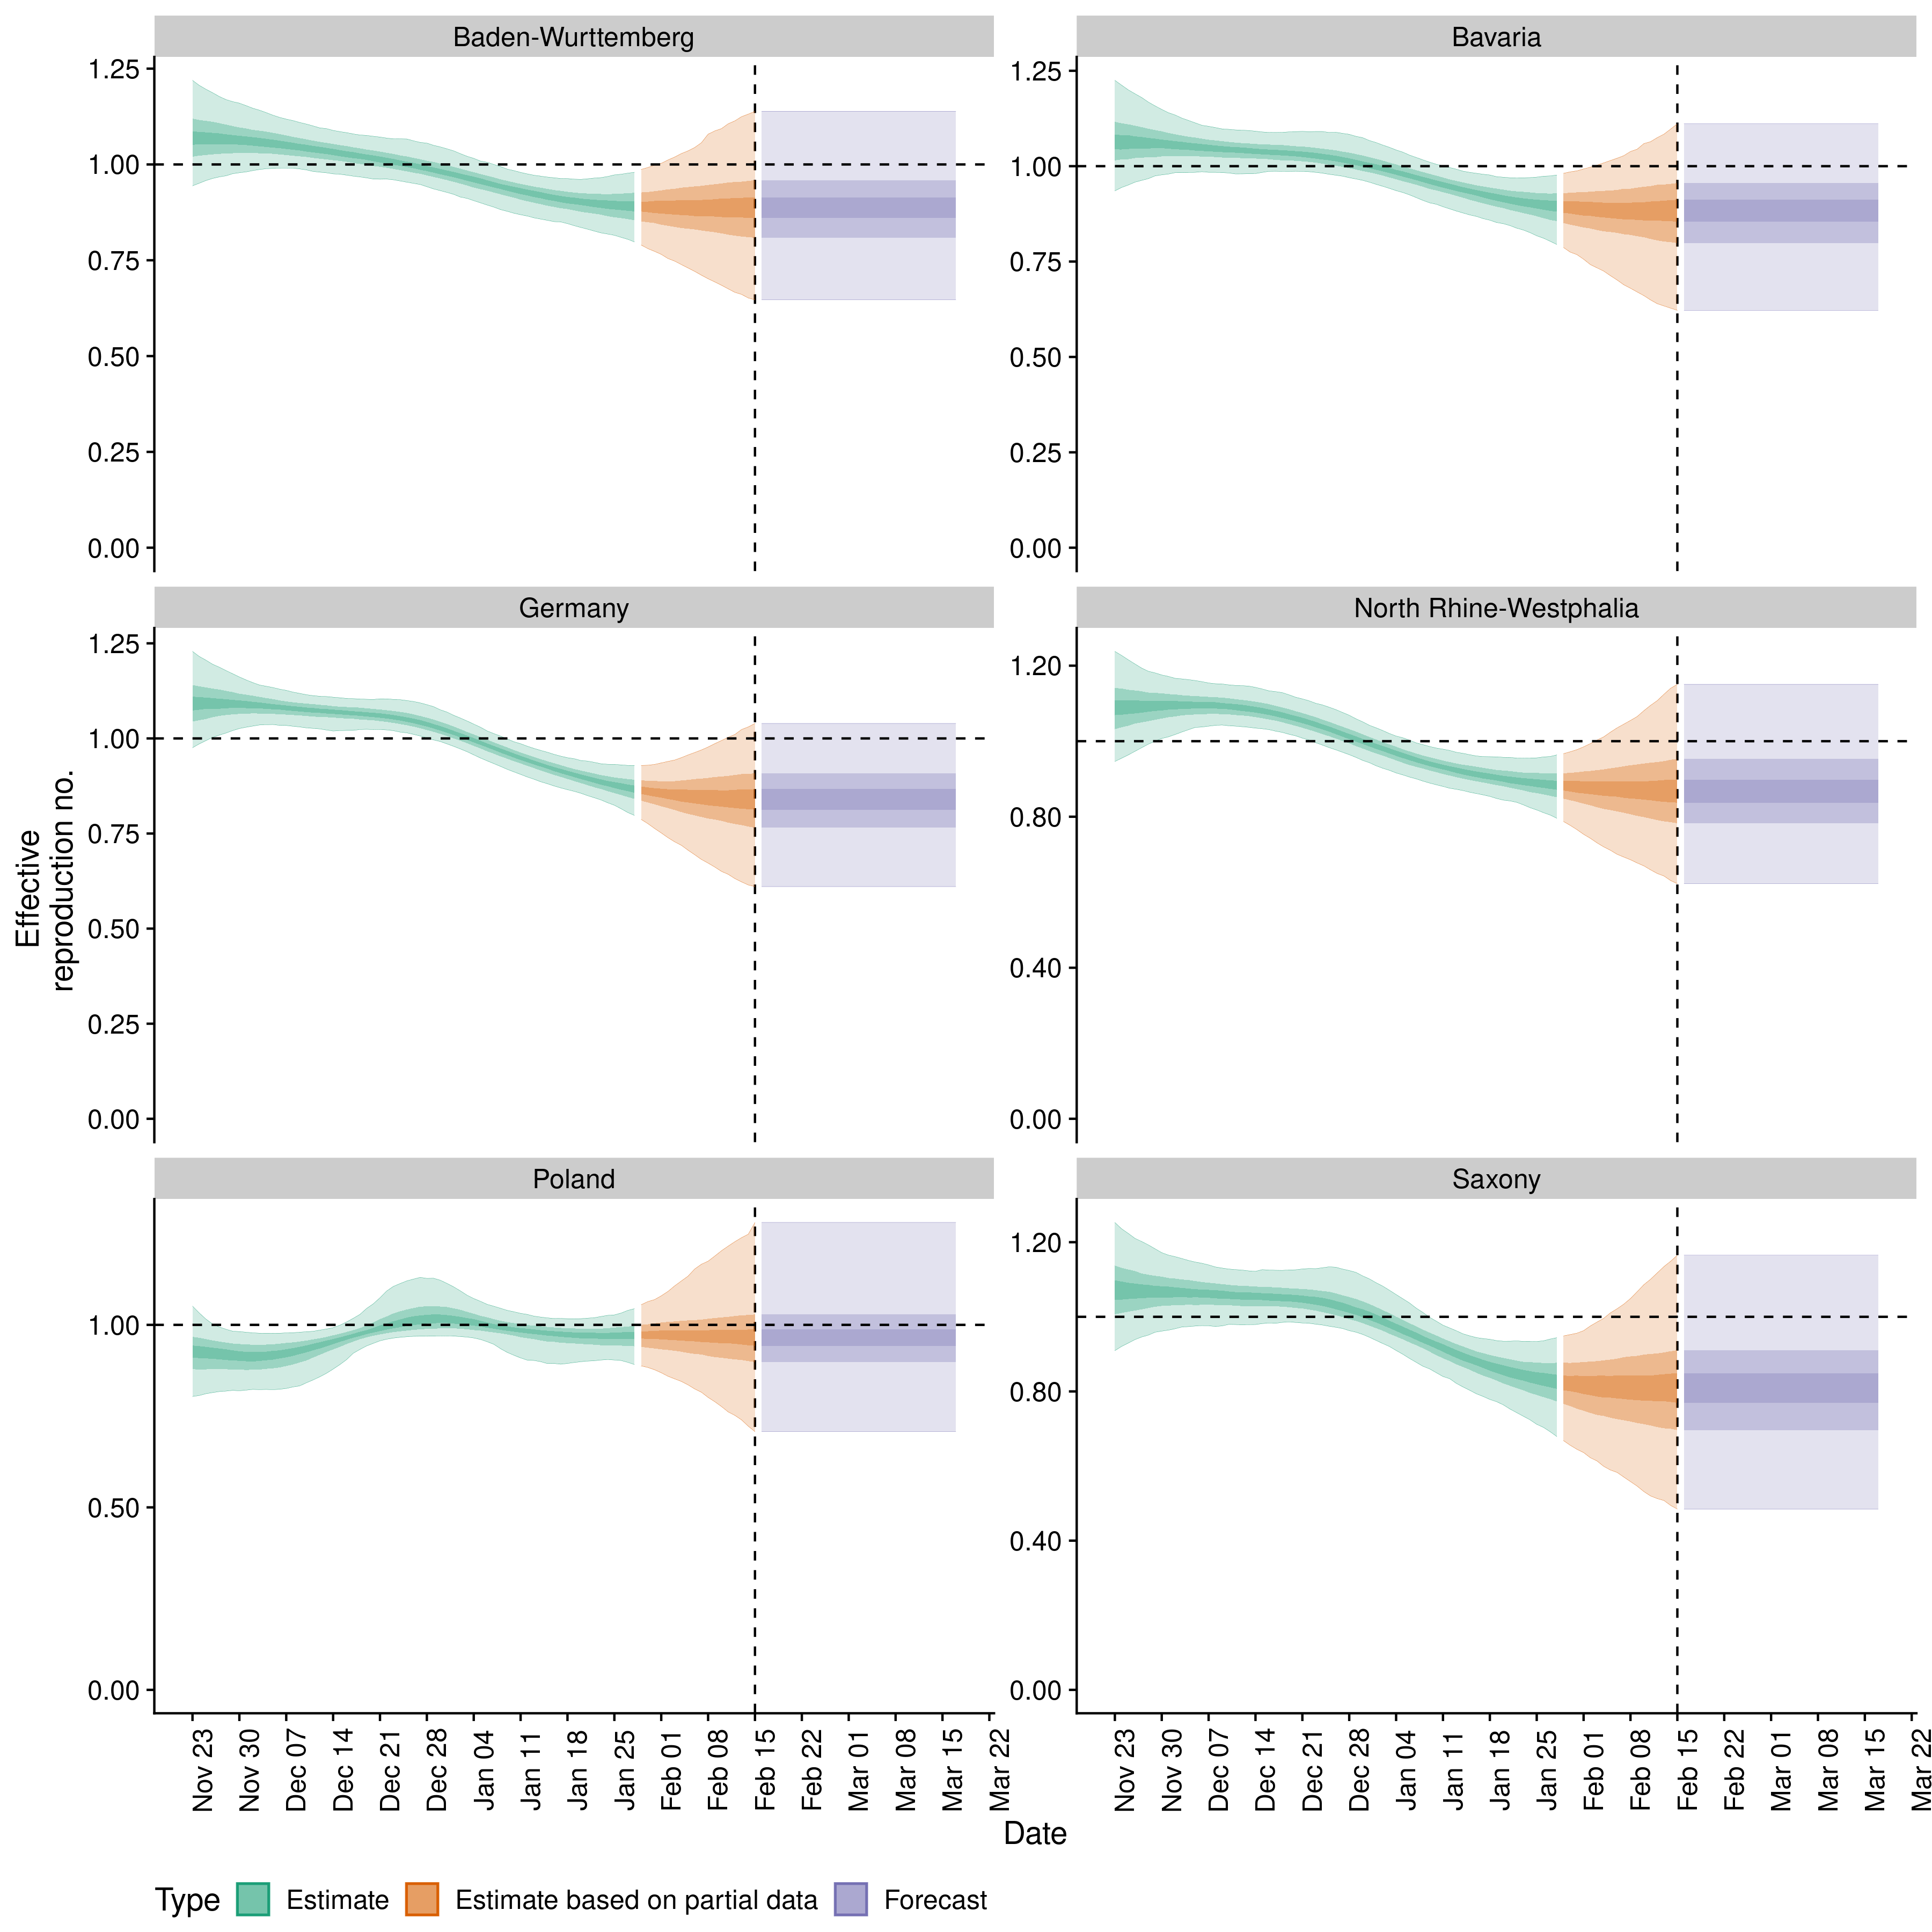 Baden-Wurttemberg
Bavaria
1.25
1.00
0.75
0.50
0.25
0.00
1.25
1.00
0.75
0.50
0.25
0.00
Germany
North Rhine-Westphalia
1.25
1.00
0.75
0.50
0.25
0.00
1.20
0.80
0.40
0.00
Effective
reproduction no.
Poland
Saxony
1.00
0.50
0.00
1.20
0.80
0.40
0.00
Nov 23
Nov 30
Dec 07
Dec 14
Dec 21
Dec 28
Jan 04
Jan 11
Jan 18
Jan 25
Feb 01
Feb 08
Feb 15
Feb 22
Mar 01
Mar 08
Mar 15
Mar 22
Nov 23
Nov 30
Dec 07
Dec 14
Dec 21
Dec 28
Jan 04
Jan 11
Jan 18
Jan 25
Feb 01
Feb 08
Feb 15
Feb 22
Mar 01
Mar 08
Mar 15
Mar 22
Date
Type
Estimate
Estimate based on partial data
Forecast